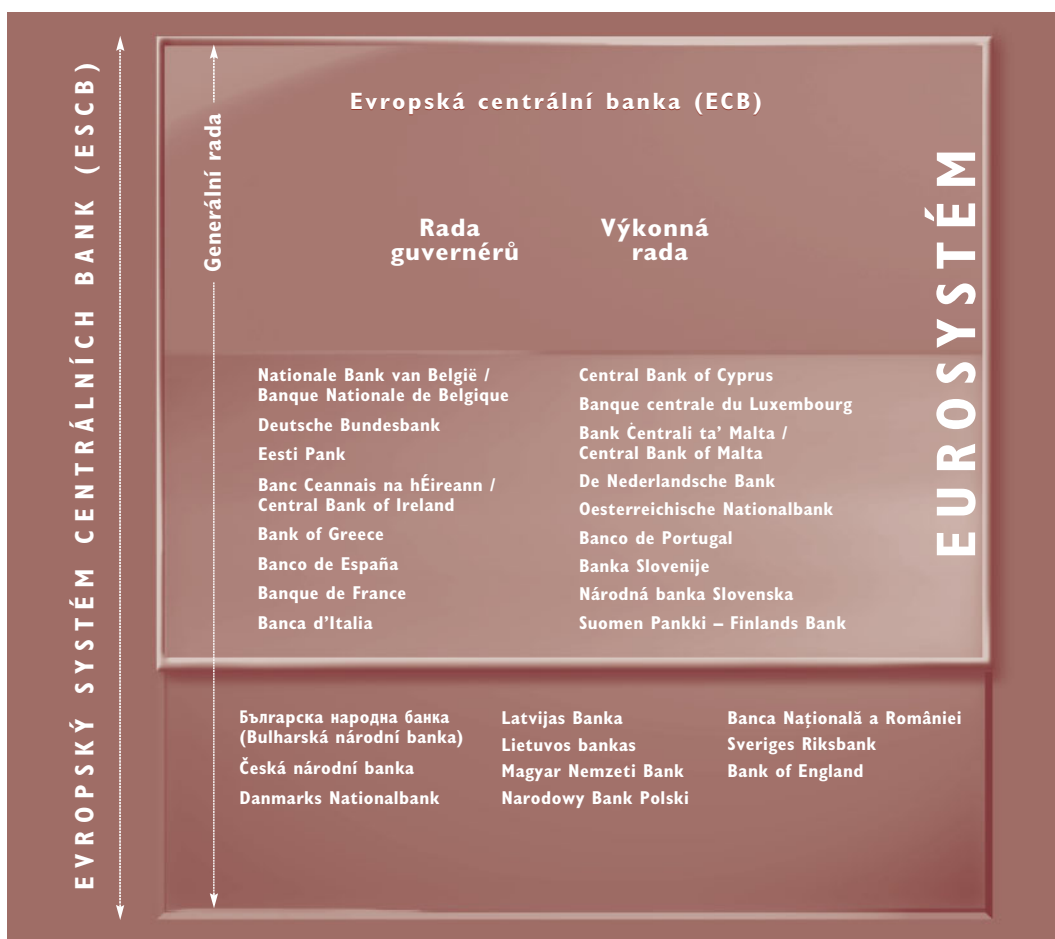 EVROPSKÝ SYSTÉM CENTRÁLNÍCH BANK (ESCB)
Generální rada
Evropská centrální banka (ECB)
Rada
guvernérů
Výkonná
rada
EUROSYSTÉM
Nationale Bank van België /
Banque Nationale de Belgique
Deutsche Bundesbank
Eesti Pank
Banc Ceannais na hÉireann /
Central Bank of Ireland
Bank of Greece
Banco de España
Banque de France
Banca d’Italia
Central Bank of Cyprus
Banque centrale du Luxembourg
Bank Ċentrali ta’ Malta /
Central Bank of Malta
De Nederlandsche Bank
Oesterreichische Nationalbank
Banco de Portugal
Banka Slovenije
Národná banka Slovenska
Suomen Pankki – Finlands Bank
Българска народна банка
(Bulharská národní banka)
Česká národní banka
Danmarks Nationalbank
Latvijas Banka
Lietuvos bankas
Magyar Nemzeti Bank
Narodowy Bank Polski
Banca Naţională a României
Sveriges Riksbank
Bank of England